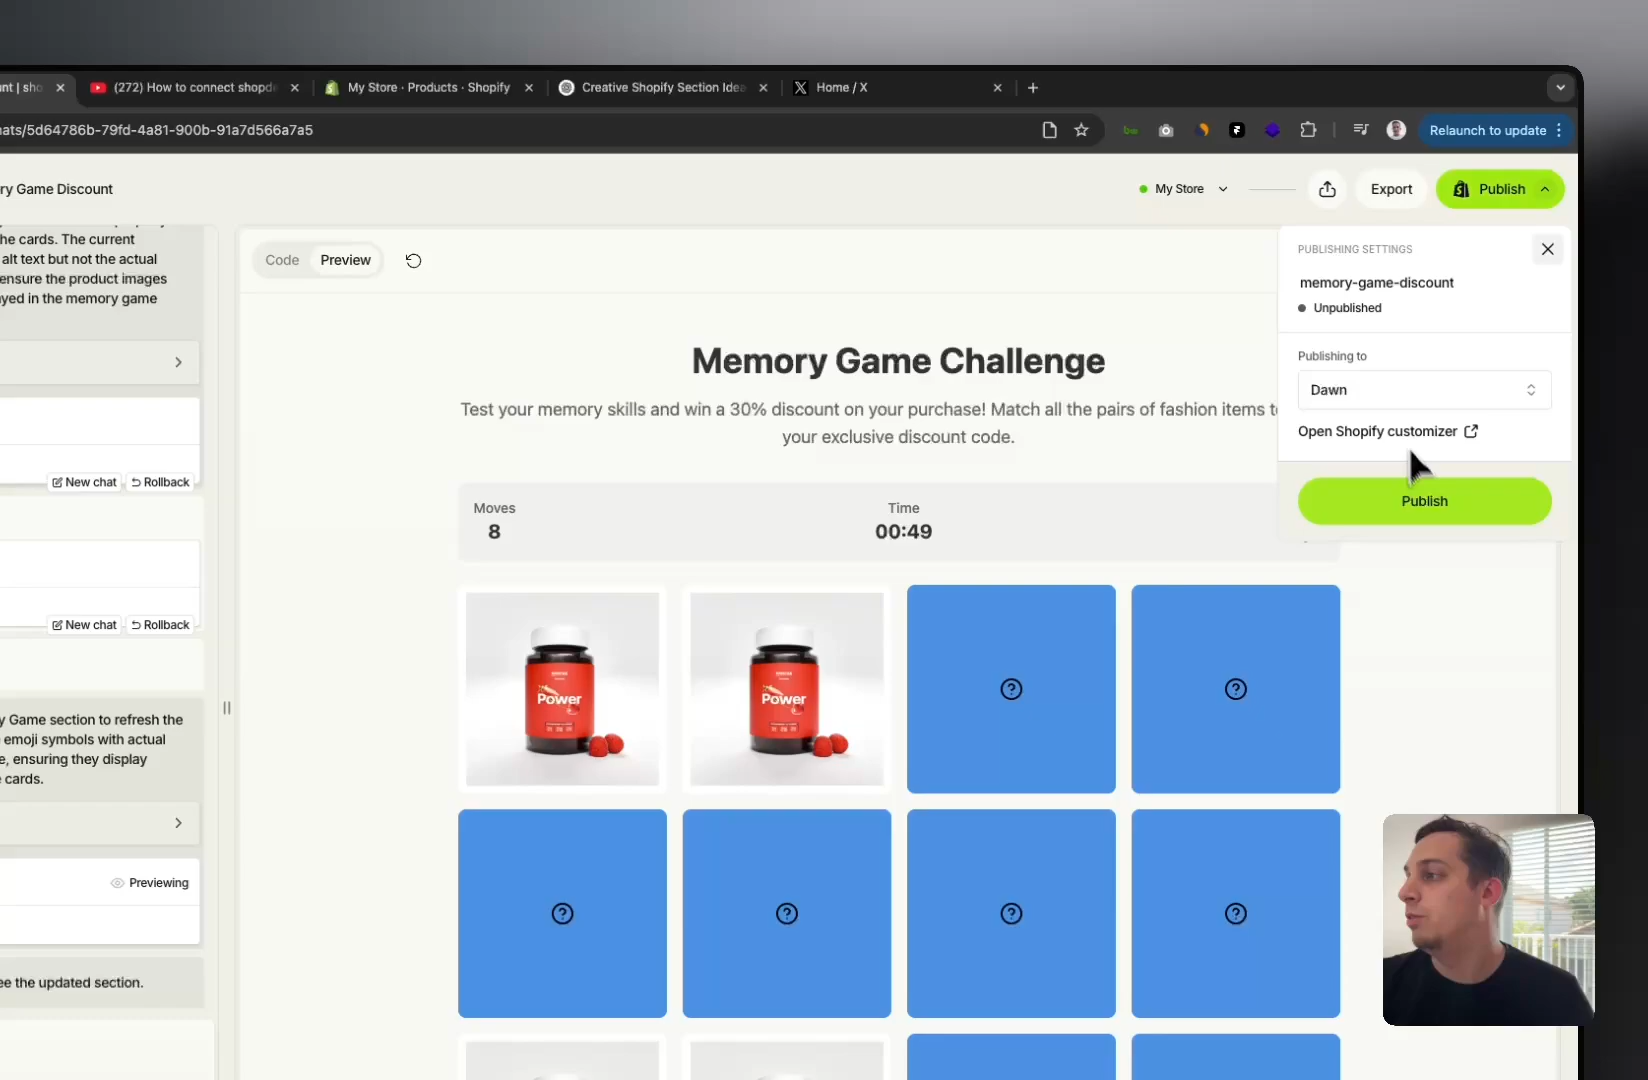 nt | sho
(272) How to connect shopde
My Store · Products · Shopify
Creative Shopify Section Idea
Home / X
nats/5d64786b-79fd-4a81-900b-91a7d566a7a5
Relaunch to update
ry Game Discount
My Store
Export
Publish
he cards. The current
alt text but not the actual
ensure the product images
ayed in the memory game
New chat
Rollback
New chat
Rollback
y Game section to refresh the
emoji symbols with actual
e, ensuring they display
e cards.
Previewing
ee the updated section.
Code
Preview
Memory Game Challenge
Test your memory skills and win a 30% discount on your purchase! Match all the pairs of fashion items t
your exclusive discount code.
Moves
8
Time
00:49
Power
Power
PUBLISHING SETTINGS
memory-game-discount
Unpublished
Publishing to
Dawn
Open Shopify customizer
Publish